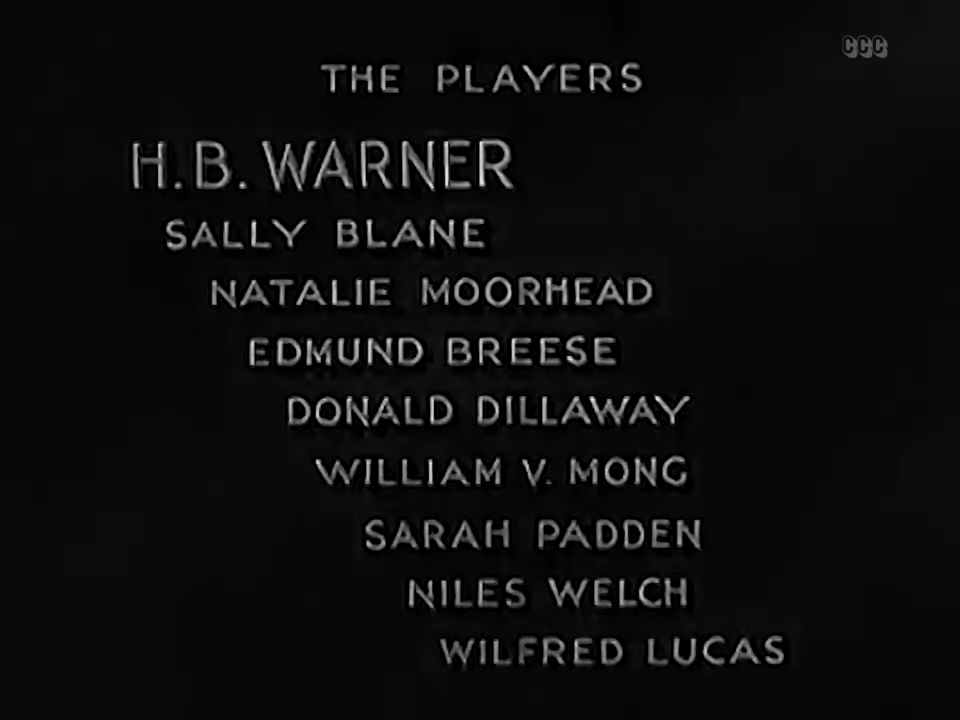 CCC
THE PLAYERS
H.B. WARNER
SALLY BLANE
NATALIE MOORHEAD
EDMUND BREESE
DONALD DILLAWAY
WILLIAM V. MONG
SARAH PADDEN
NILES WELCH
WILFRED LUCAS